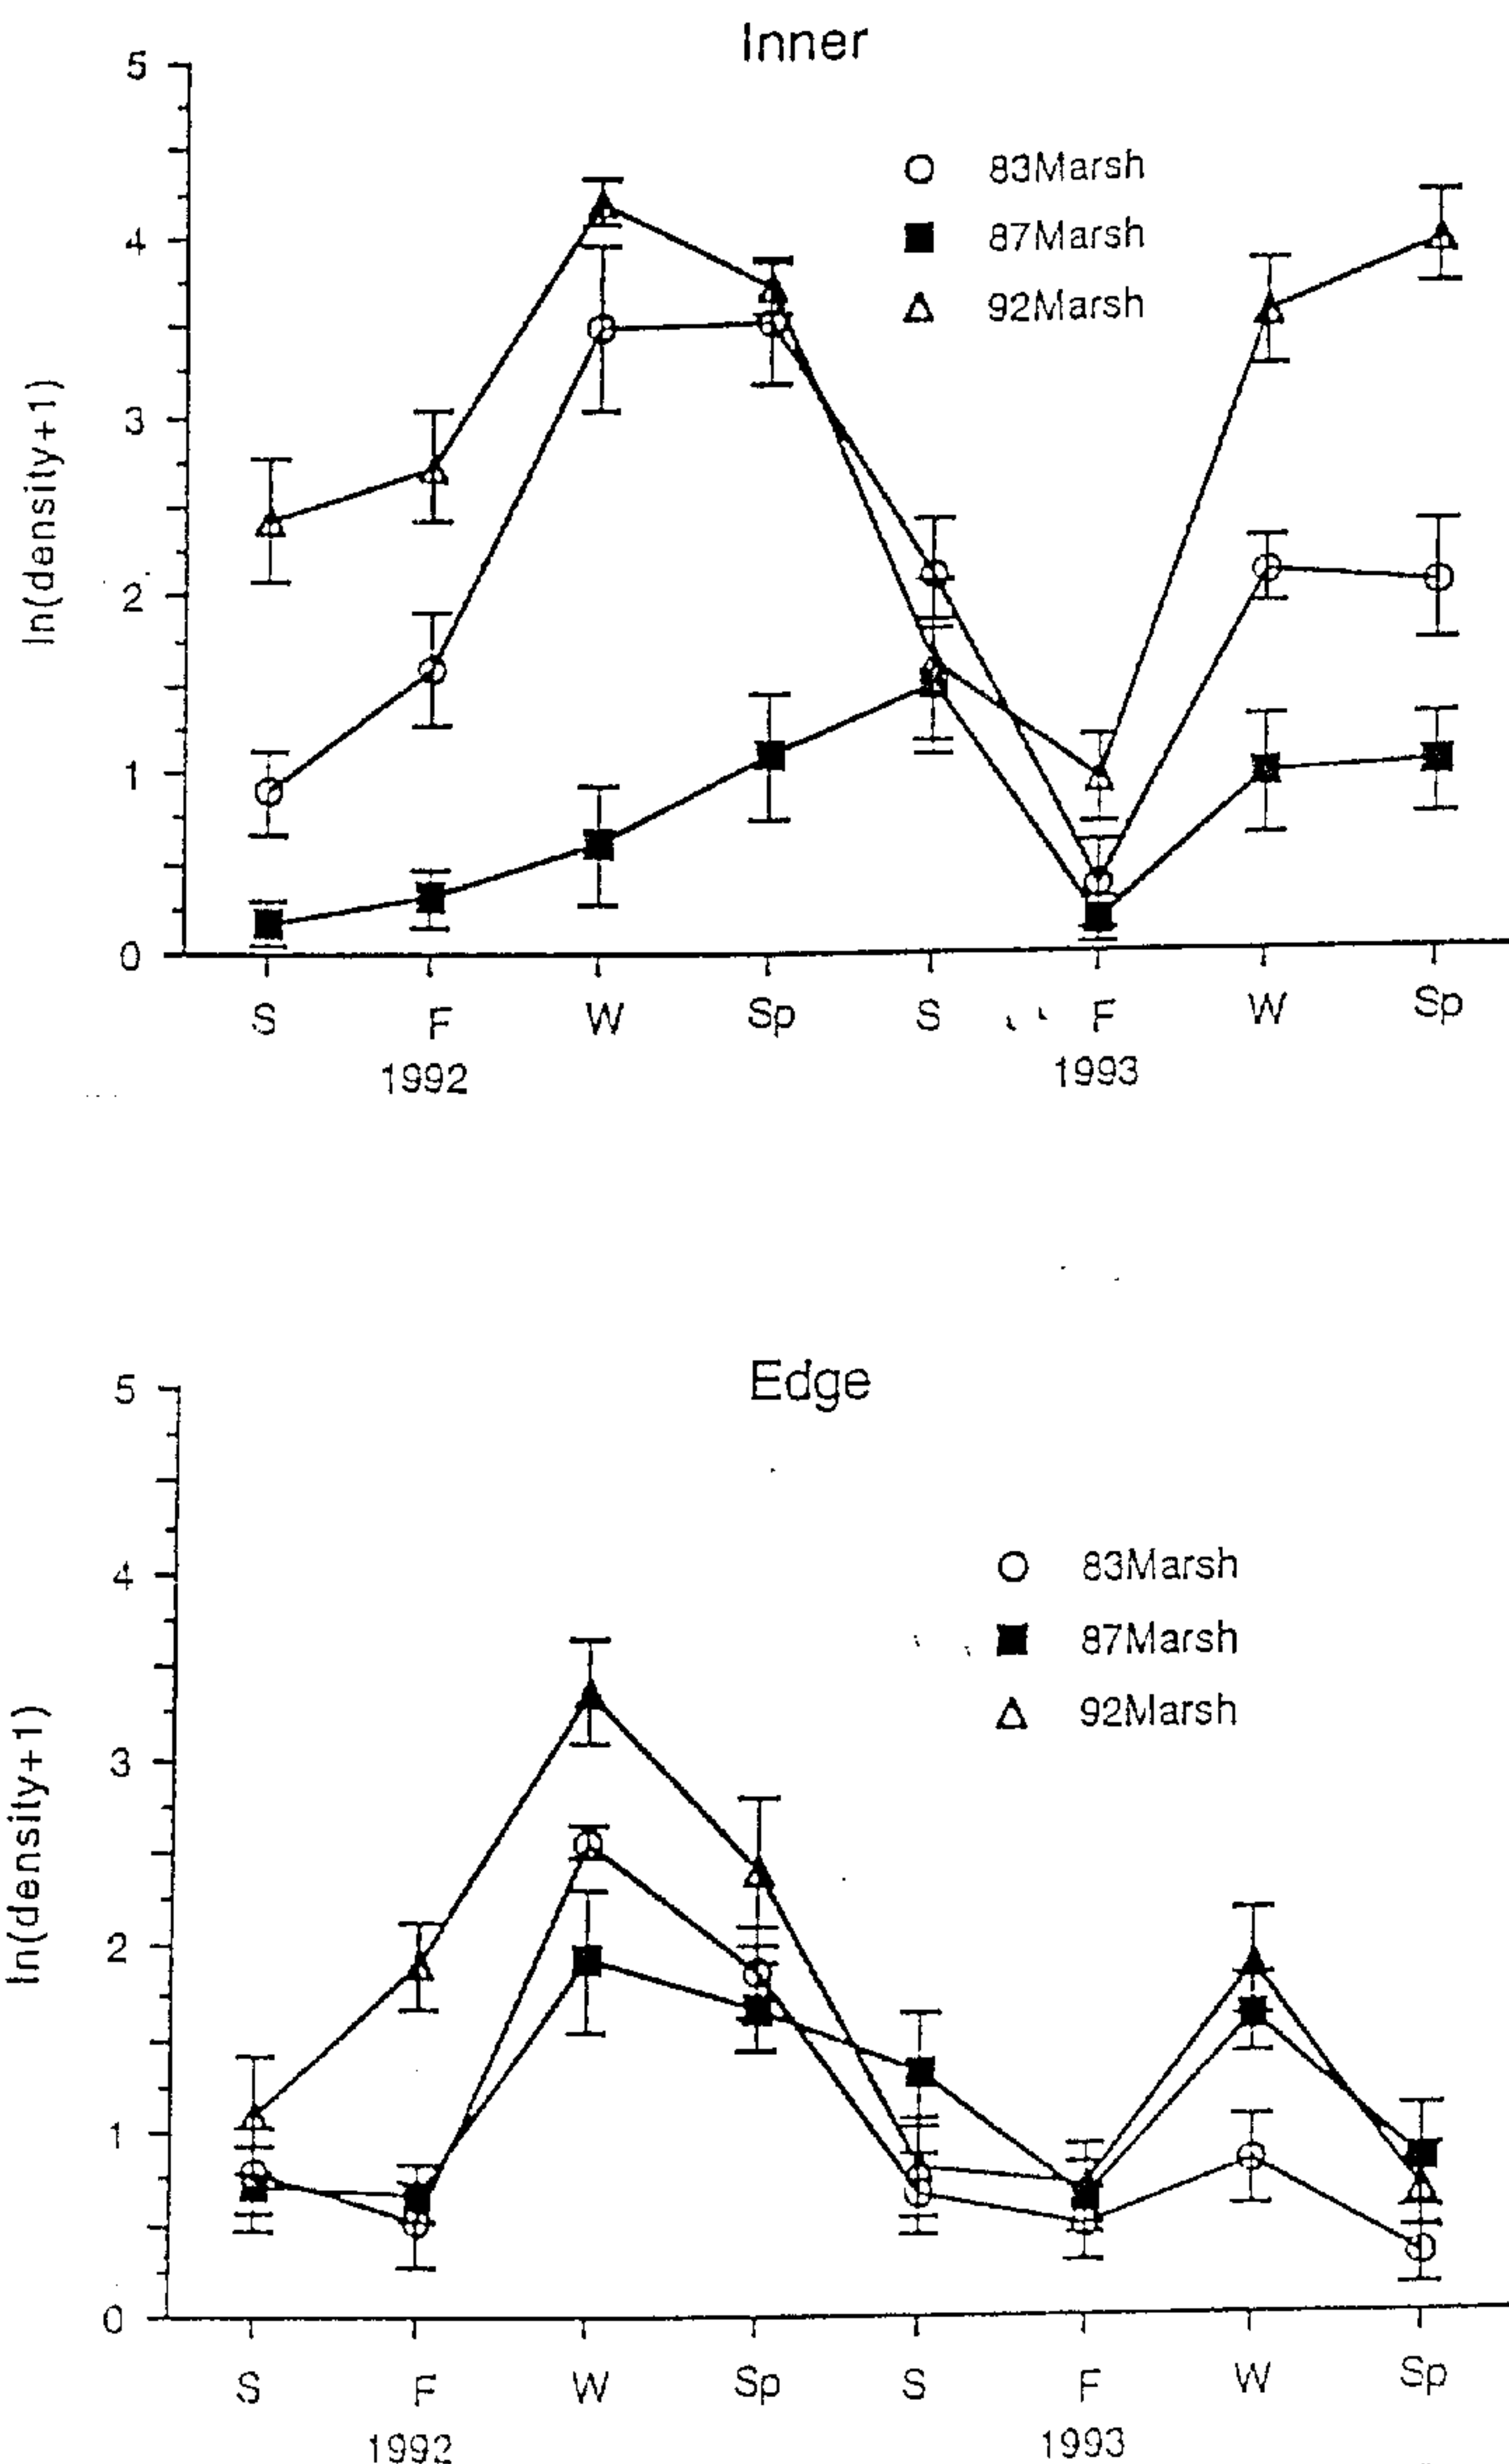 Inner
5
83Marsh
87Marsh
4
92Marsh
ln(density+1)
3
2
1
0
S F W Sp S F W Sp
1992 1993
Edge
5
83Marsh
4
87Marsh
92Marsh
ln(density+1)
3
2
1
0
S F W Sp S F W Sp
1992 1993